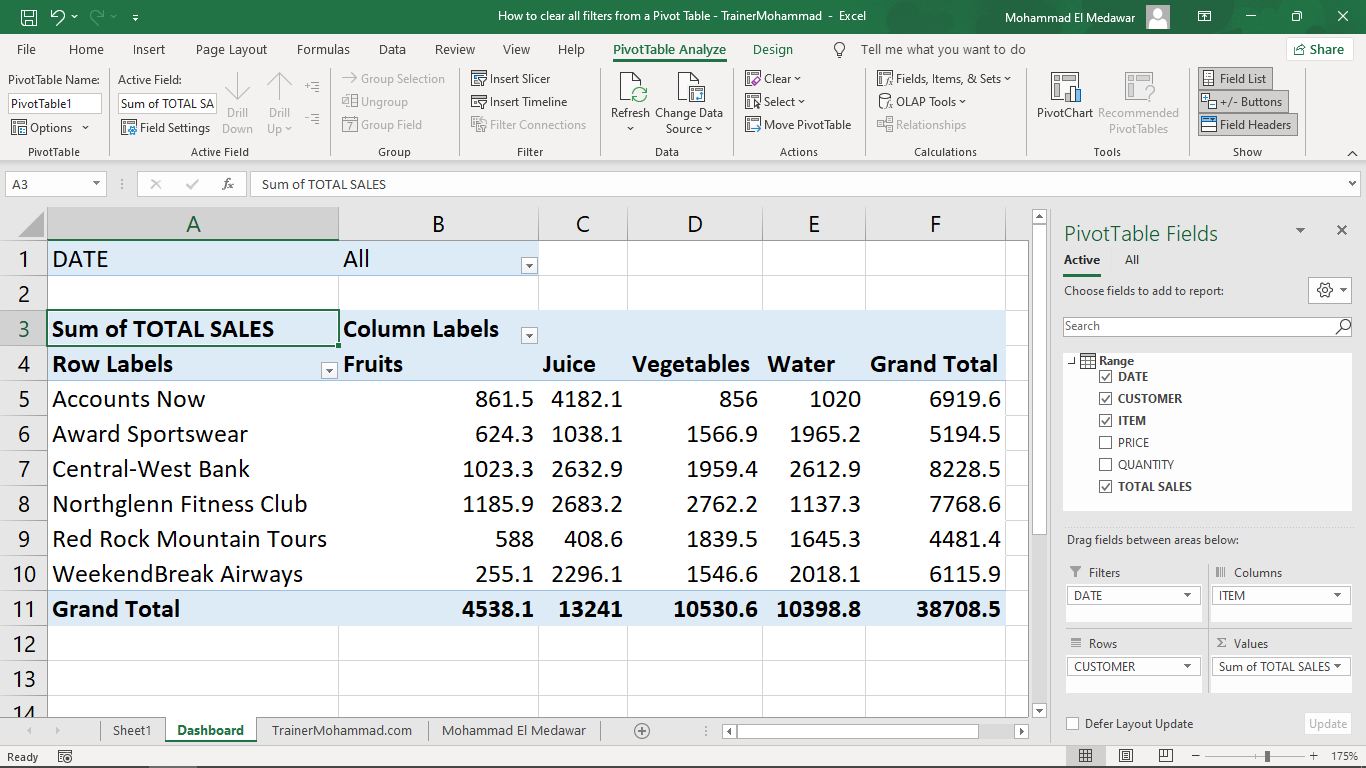 How to clear all filters from a Pivot Table - TrainerMohammad - Excel
Mohammad El Medawar
File Home Insert Page Layout Formulas Data Review View Help PivotTable Analyze Design Tell me what you want to do Share
PivotTable Name:
PivotTable1
Options
PivotTable
Active Field:
Sum of TOTAL SA
Field Settings
Drill Down
Drill Up
Active Field
Group Selection
Ungroup
Group Field
Group
Insert Slicer
Insert Timeline
Filter Connections
Filter
Refresh
Change Data Source
Data
Clear
Select
Move PivotTable
Actions
Fields, Items, & Sets
OLAP Tools
Relationships
Calculations
PivotChart
Recommended PivotTables
Tools
Field List
+/- Buttons
Field Headers
Show
A3 fx Sum of TOTAL SALES
A B C D E F
1 DATE All
2
3 Sum of TOTAL SALES Column Labels
4 Row Labels Fruits Juice Vegetables Water Grand Total
5 Accounts Now 861.5 4182.1 856 1020 6919.6
6 Award Sportswear 624.3 1038.1 1566.9 1965.2 5194.5
7 Central-West Bank 1023.3 2632.9 1959.4 2612.9 8228.5
8 Northglenn Fitness Club 1185.9 2683.2 2762.2 1137.3 7768.6
9 Red Rock Mountain Tours 588 408.6 1839.5 1645.3 4481.4
10 WeekendBreak Airways 255.1 2296.1 1546.6 2018.1 6115.9
11 Grand Total 4538.1 13241 10530.6 10398.8 38708.5
12
13
14
PivotTable Fields
Active All
Choose fields to add to report:
Search
Range
DATE
CUSTOMER
ITEM
PRICE
QUANTITY
TOTAL SALES
Drag fields between areas below:
Filters Columns
DATE ITEM
Rows Σ Values
CUSTOMER Sum of TOTAL SALES
Defer Layout Update Update
Sheet1 Dashboard TrainerMohammad.com Mohammad El Medawar
Ready 175%